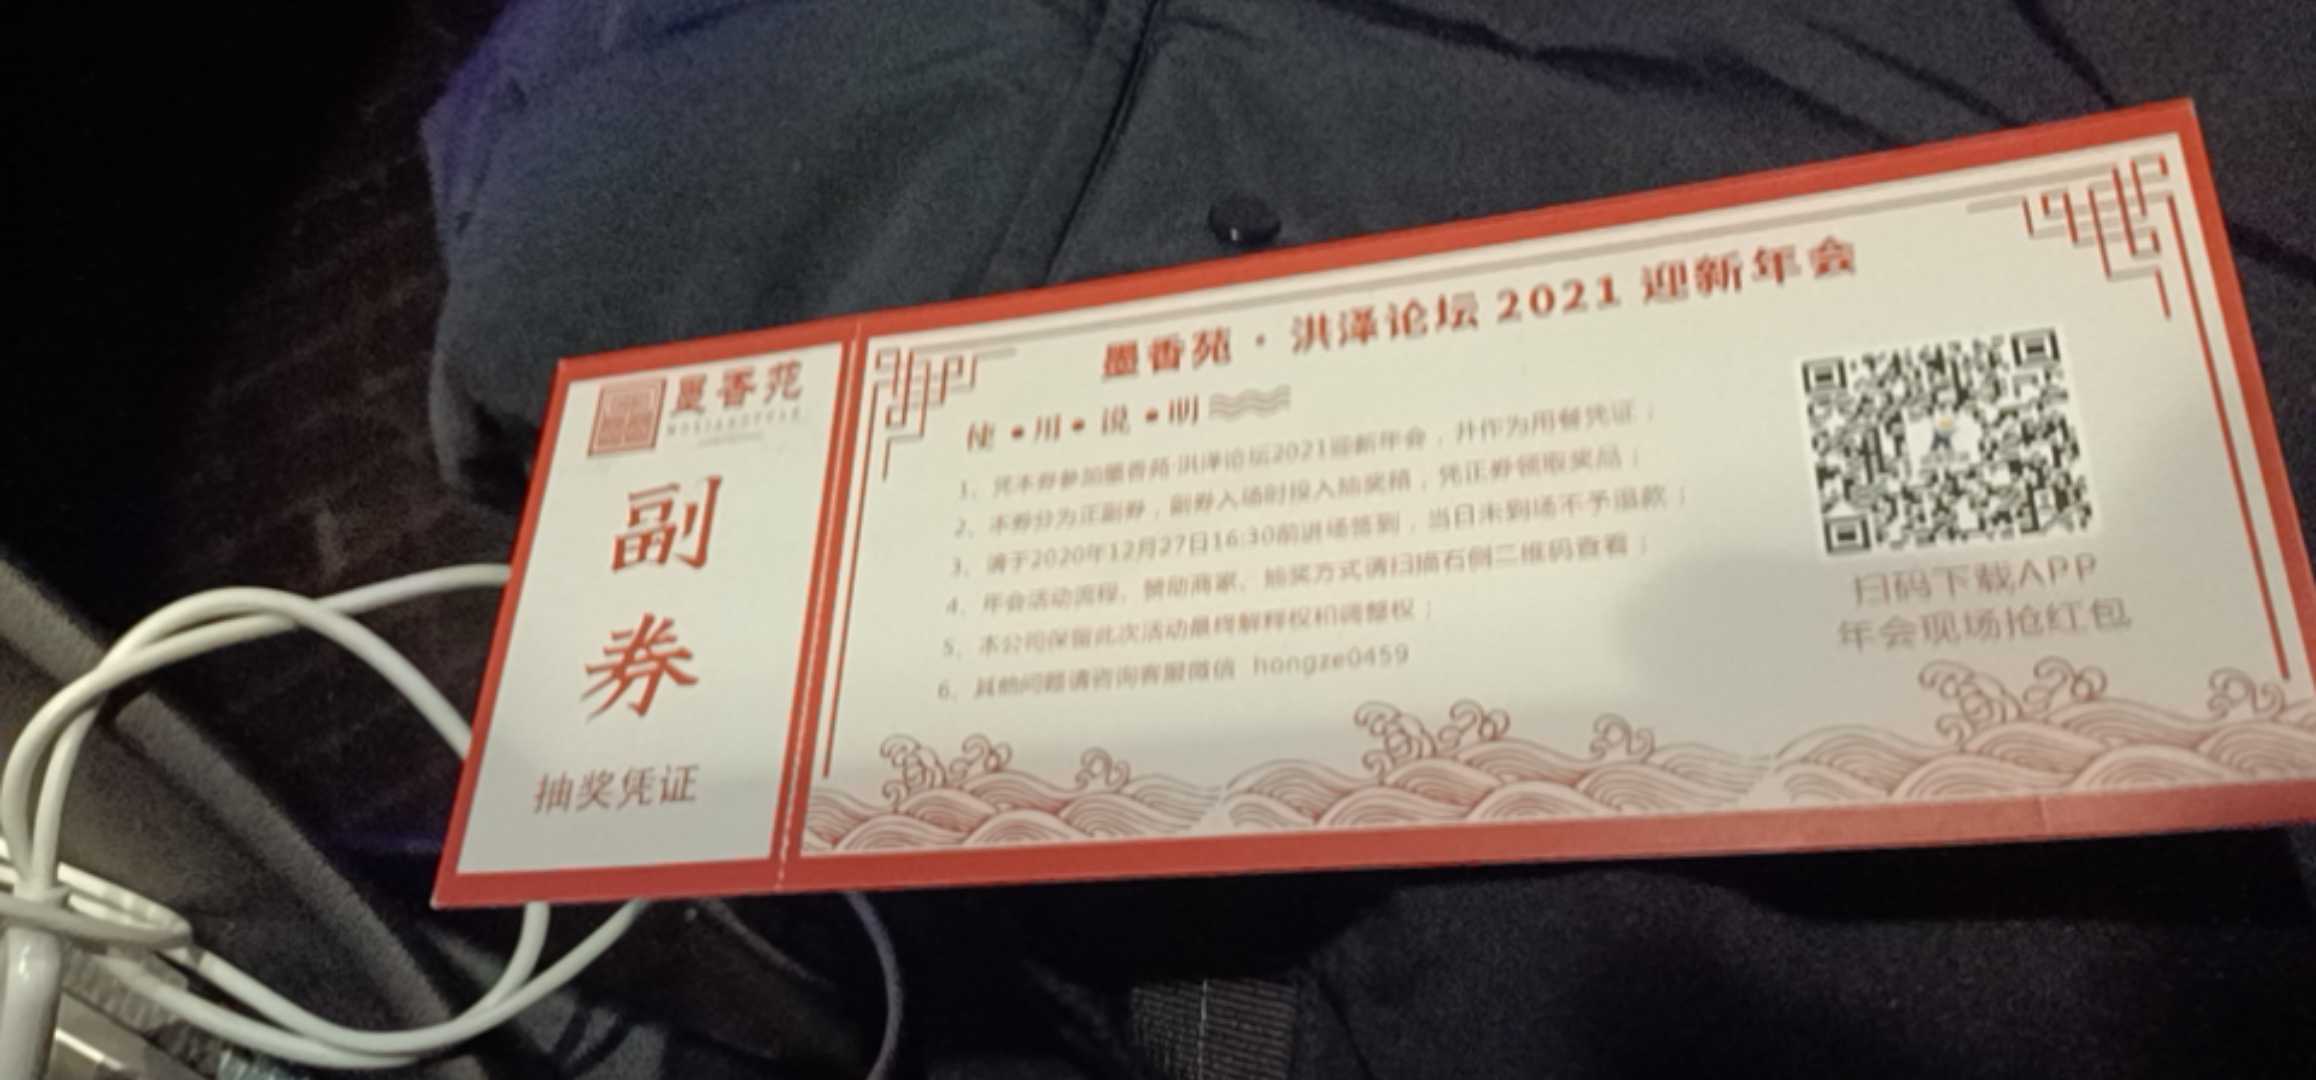 墨香苑
副
券
抽奖凭证
墨香苑·洪泽论坛 2021 迎新年会
使·用·说·明
1、凭本券参加墨香苑·洪泽论坛2021迎新年会，并作为用餐凭证；
2、本券分为正副券，副券入场时投入抽奖箱，凭正券领取奖品；
3、请于2020年12月27日16:30前进场签到，当日未到场不予退款；
4、年会活动流程、赞助商家、抽奖方式请扫描右侧二维码查看；
5、本公司保留此次活动最终解释权和调整权；
6、其他问题请咨询客服微信 hongze0459
扫码下载APP
年会现场抢红包